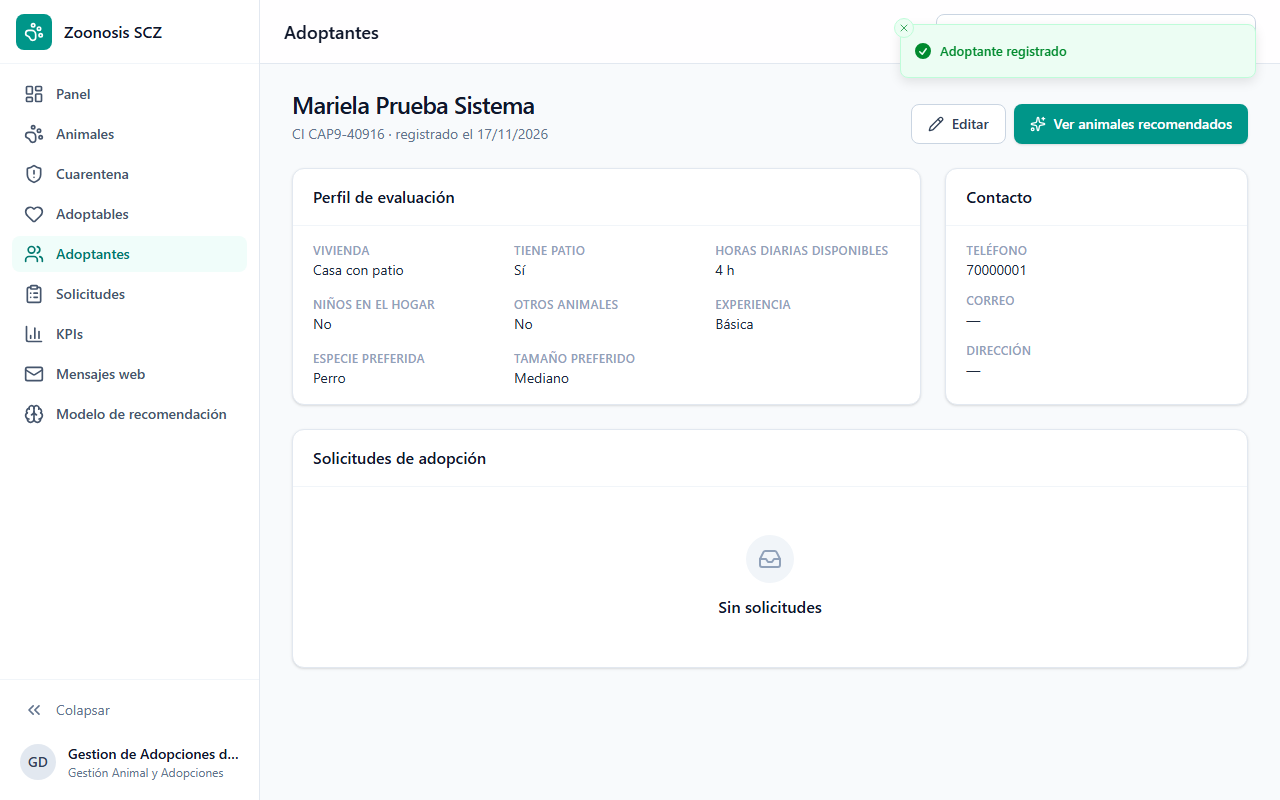 Zoonosis SCZ
Panel
Animales
Cuarentena
Adoptables
Adoptantes
Solicitudes
KPIs
Mensajes web
Modelo de recomendación
Colapsar
GD
Gestion de Adopciones d...
Gestión Animal y Adopciones
Adoptantes
Adoptante registrado
Mariela Prueba Sistema
CI CAP9-40916 · registrado el 17/11/2026
Editar
Ver animales recomendados
Perfil de evaluación
VIVIENDA
Casa con patio
TIENE PATIO
Sí
HORAS DIARIAS DISPONIBLES
4 h
NIÑOS EN EL HOGAR
No
OTROS ANIMALES
No
EXPERIENCIA
Básica
ESPECIE PREFERIDA
Perro
TAMAÑO PREFERIDO
Mediano
Contacto
TELÉFONO
70000001
CORREO
—
DIRECCIÓN
—
Solicitudes de adopción
Sin solicitudes